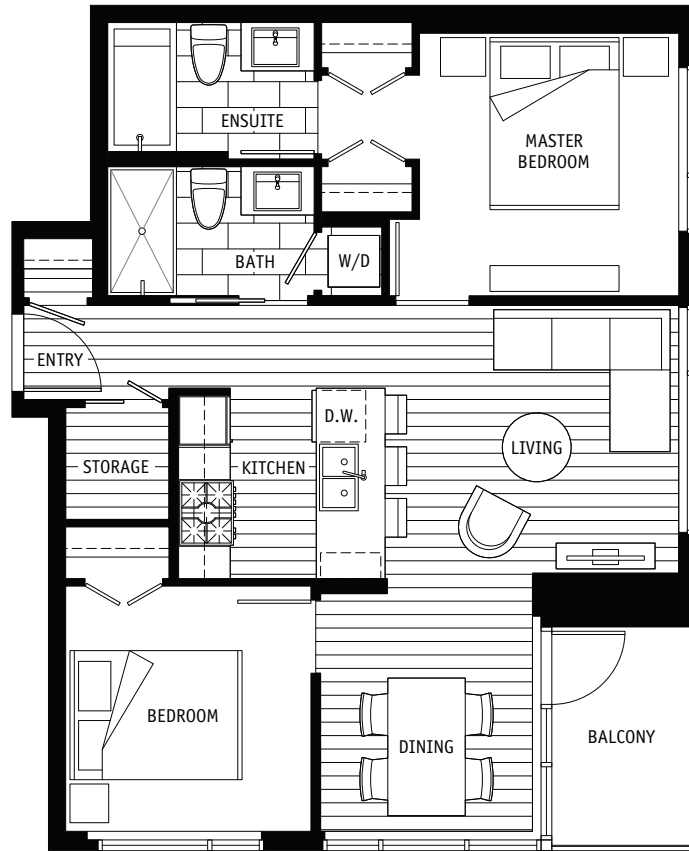 ENSUITE
MASTER
BEDROOM
BATH
W/D
ENTRY
D.W.
STORAGE
KITCHEN
LIVING
BEDROOM
DINING
BALCONY